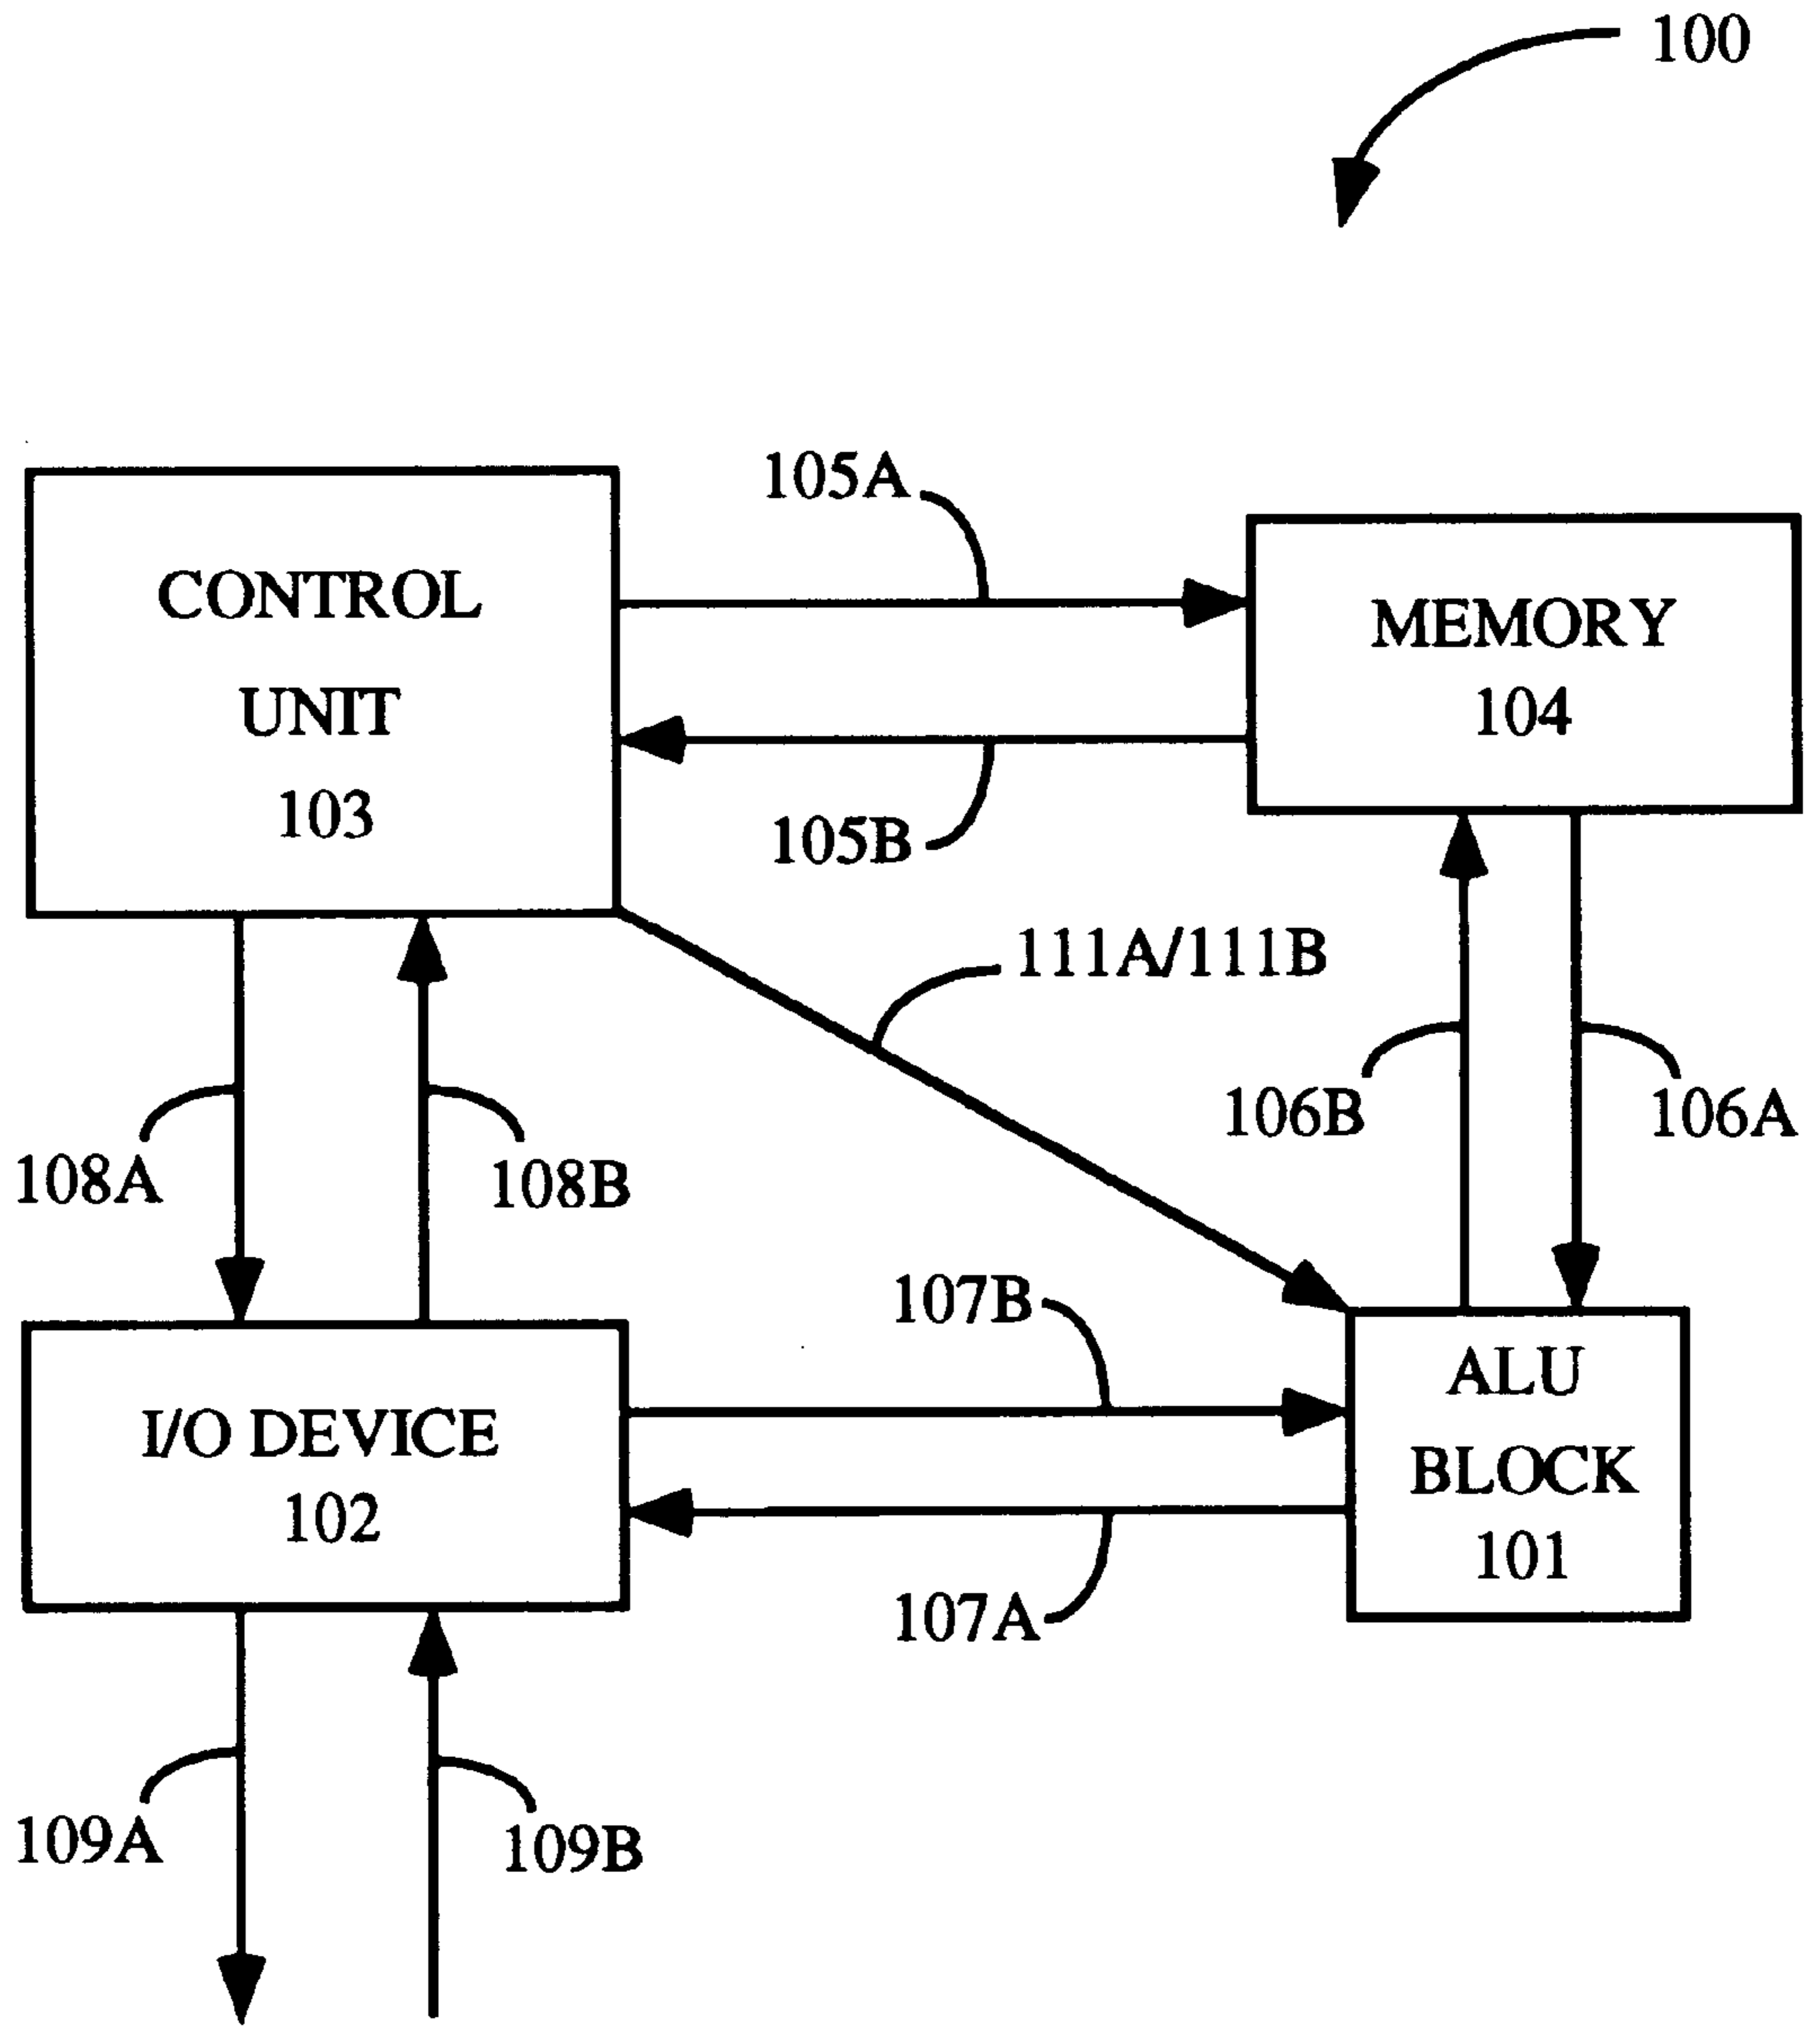 100
105A
CONTROL
UNIT
103
MEMORY
104
105B
111A/111B
106B
106A
108A
108B
107B
ALU
BLOCK
101
I/O DEVICE
102
107A
109A
109B